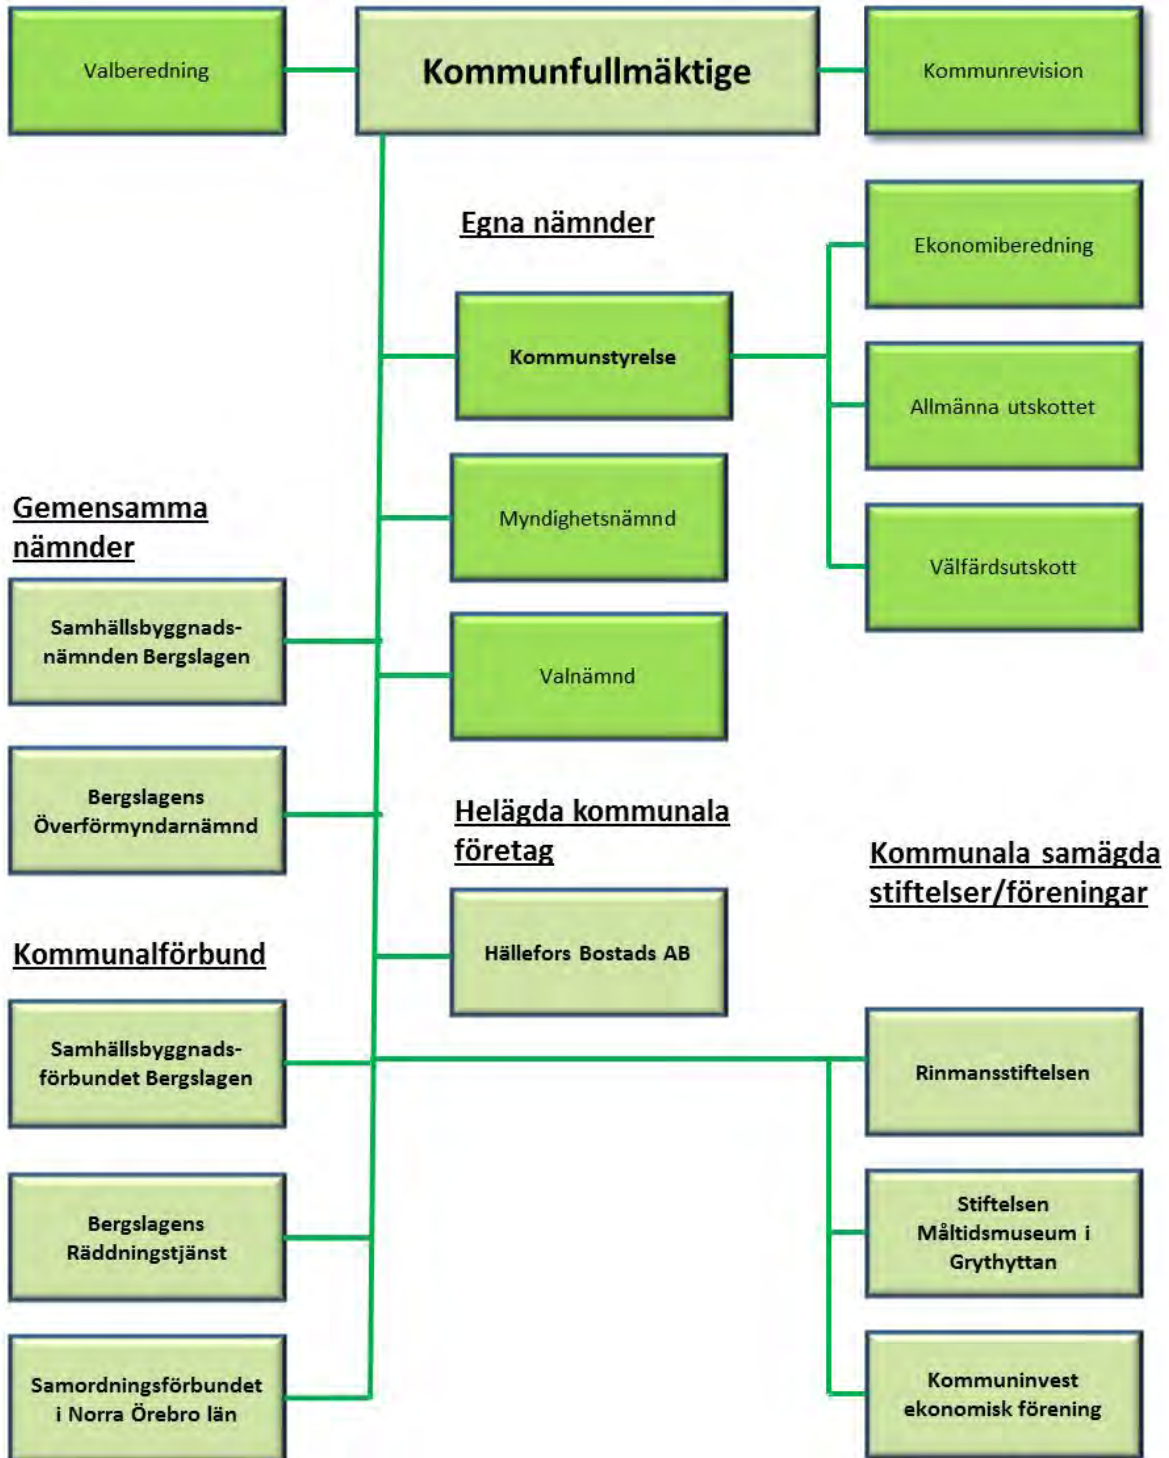 Valberedning
Kommunfullmäktige
Kommunrevision
Egna nämnder
Kommunstyrelse
Ekonomiberedning
Allmänna utskottet
Välfärdsutskott
Myndighetsnämnd
Valnämnd
Gemensamma
nämnder
Samhällsbyggnads-
nämnden Bergslagen
Bergslagens
Överförmyndarnämnd
Helägda kommunala
företag
Hällefors Bostads AB
Kommunala samägda
stiftelser/föreningar
Kommunalförbund
Samhällsbyggnads-
förbundet Bergslagen
Bergslagens
Räddningstjänst
Samordningsförbundet
i Norra Örebro län
Rinmansstiftelsen
Stiftelsen
Måltidsmuseum i
Grythyttan
Kommuninvest
ekonomisk förening